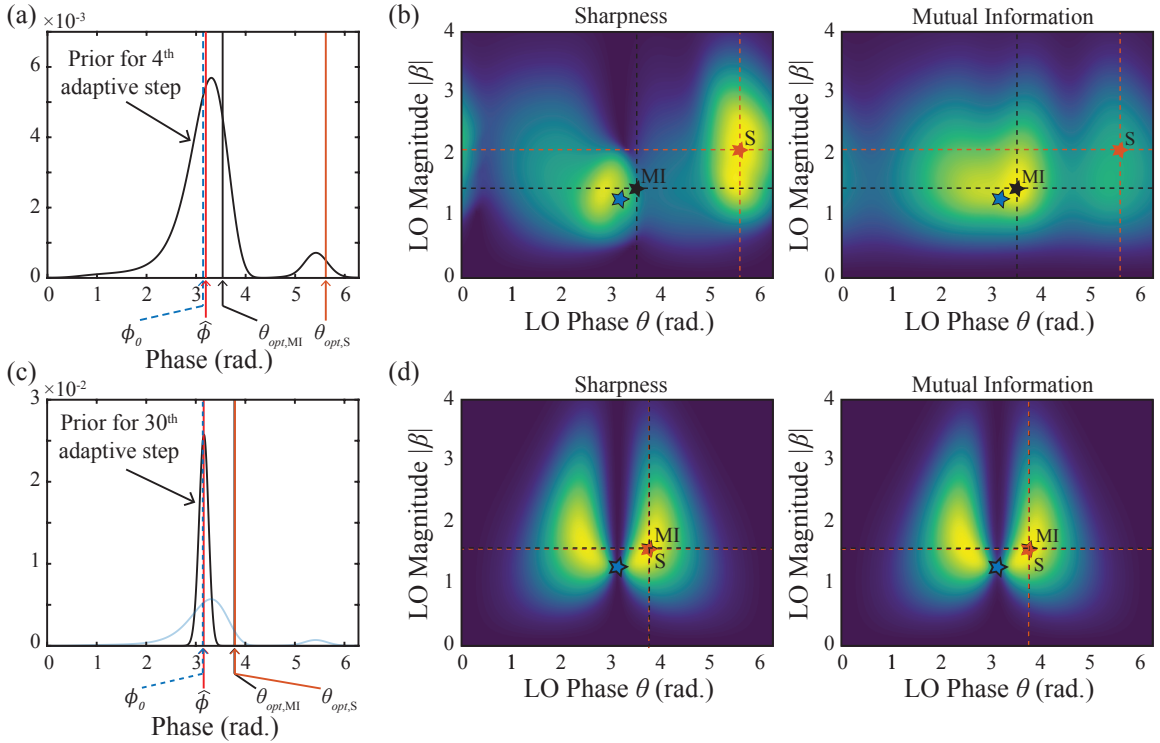 (a)
×10⁻³
6
4
2
0
Prior for 4th
adaptive step
0 1 2 3 4 5 6
ϕ₀ ϕ̂ θopt,MI θopt,S
Phase (rad.)
(b)
Sharpness
4
3
2
1
0
LO Magnitude |β|
S
MI
0 1 2 3 4 5 6
LO Phase θ (rad.)
Mutual Information
4
3
2
1
0
LO Magnitude |β|
S
MI
0 1 2 3 4 5 6
LO Phase θ (rad.)
(c)
×10⁻²
3
2
1
0
Prior for 30th
adaptive step
0 1 2 3 4 5 6
ϕ₀ ϕ̂ θopt,MI θopt,S
Phase (rad.)
(d)
Sharpness
4
3
2
1
0
LO Magnitude |β|
MI
S
0 1 2 3 4 5 6
LO Phase θ (rad.)
Mutual Information
4
3
2
1
0
LO Magnitude |β|
MI
S
0 1 2 3 4 5 6
LO Phase θ (rad.)